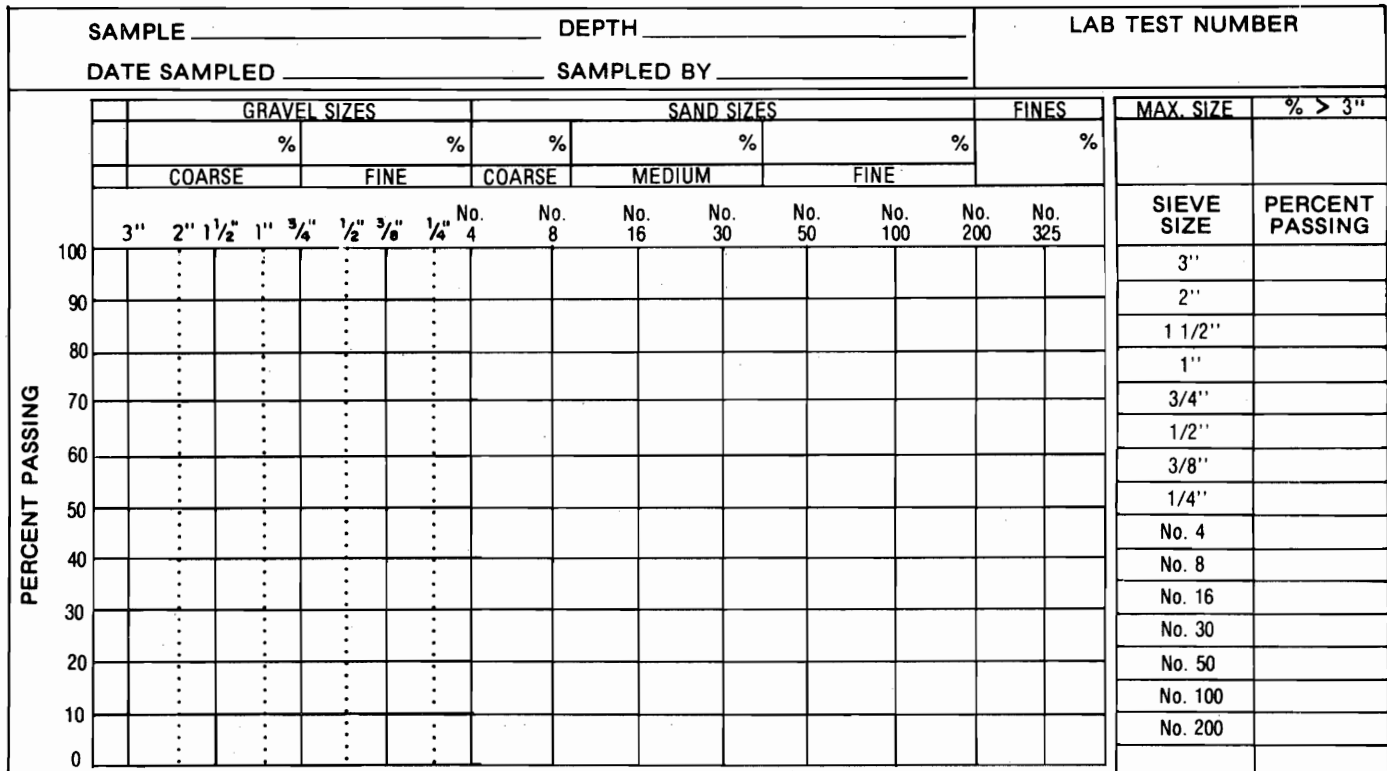 SAMPLE DEPTH
LAB TEST NUMBER
DATE SAMPLED SAMPLED BY
GRAVEL SIZES SAND SIZES FINES
% % % % % %
COARSE FINE COARSE MEDIUM FINE
3" 2" 1½" 1" ¾" ½" ⅜" ¼" No. 4 No. 8 No. 16 No. 30 No. 50 No. 100 No. 200 No. 325
PERCENT PASSING
100
90
80
70
60
50
40
30
20
10
0
MAX. SIZE % > 3"
SIEVE SIZE PERCENT PASSING
3"
2"
1 1/2"
1"
3/4"
1/2"
3/8"
1/4"
No. 4
No. 8
No. 16
No. 30
No. 50
No. 100
No. 200